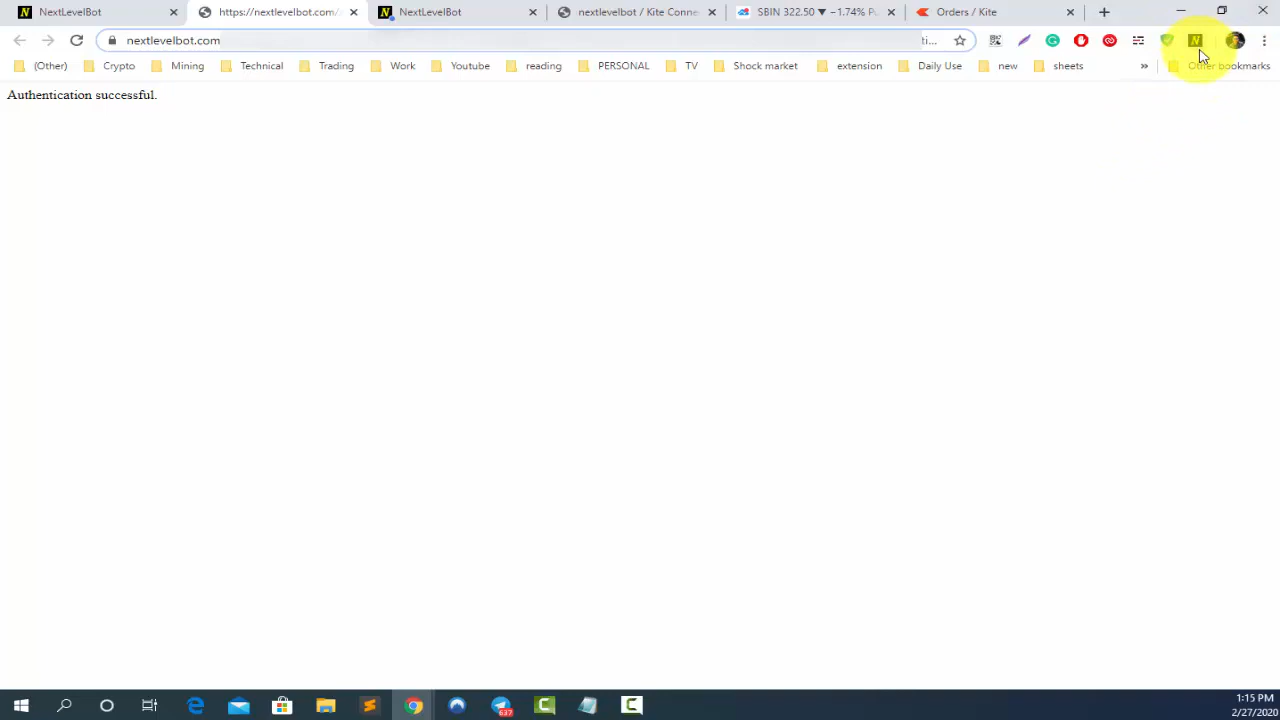 NextLevelBot
https://nextlevelbot.com/
NextLevelBot
nextlevelbot / Kite Conne
SBIN 322.50 ▼ −1.74%
Orders / Kite
nextlevelbot.com
ti...
(Other)
Crypto
Mining
Technical
Trading
Work
Youtube
reading
PERSONAL
TV
Shock market
extension
Daily Use
new
sheets
»
Other bookmarks
Authentication successful.
637
1:15 PM
2/27/2020